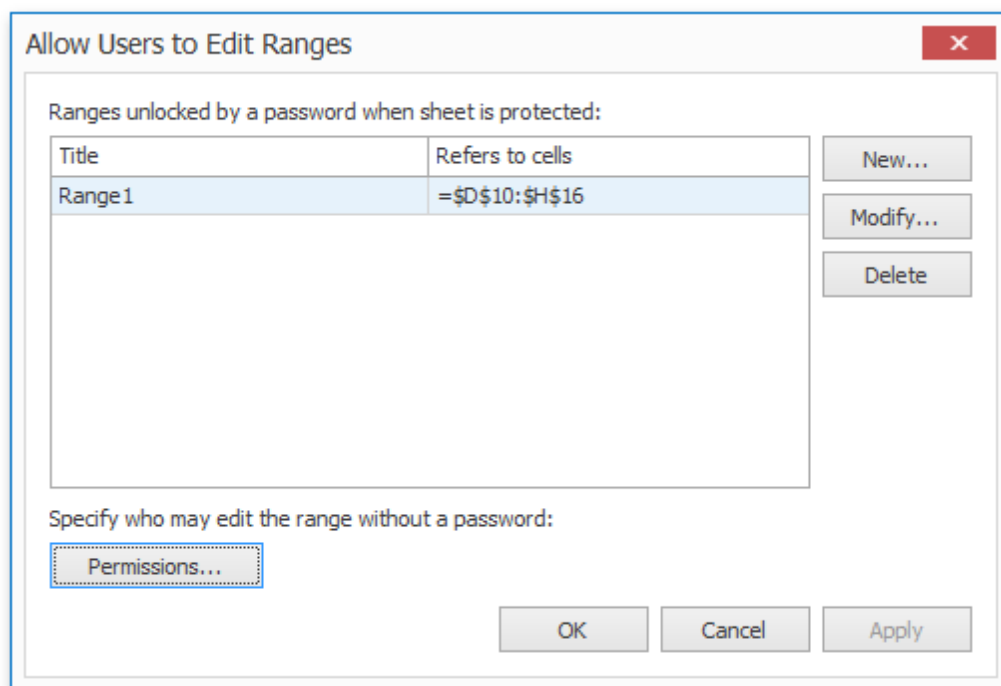 Allow Users to Edit Ranges
Ranges unlocked by a password when sheet is protected:
Title Refers to cells
Range1 =$D$10:$H$16
New...
Modify...
Delete
Specify who may edit the range without a password:
Permissions...
OK Cancel Apply